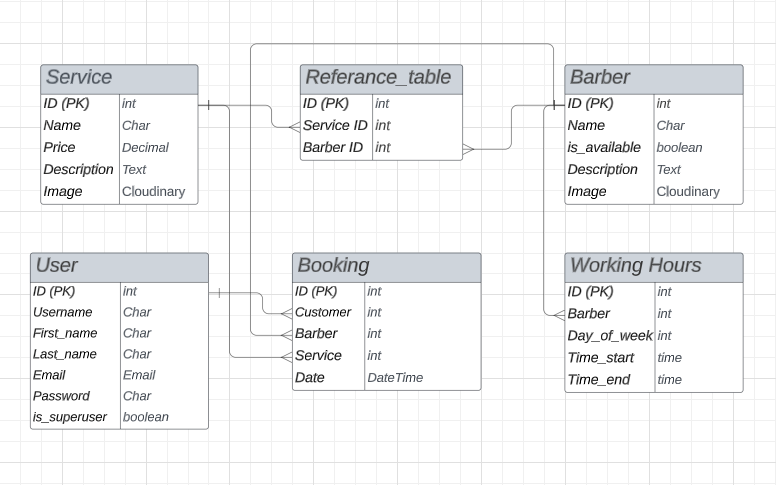 Service
ID (PK) int
Name Char
Price Decimal
Description Text
Image Cloudinary
Referance_table
ID (PK) int
Service ID int
Barber ID int
Barber
ID (PK) int
Name Char
is_available boolean
Description Text
Image Cloudinary
User
ID (PK) int
Username Char
First_name Char
Last_name Char
Email Email
Password Char
is_superuser boolean
Booking
ID (PK) int
Customer int
Barber int
Service int
Date DateTime
Working Hours
ID (PK) int
Barber int
Day_of_week int
Time_start time
Time_end time